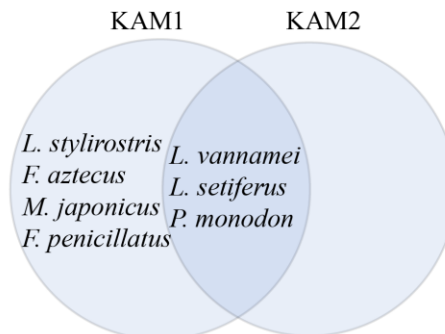 KAM1 KAM2
L. stylirostris
F. aztecus
M. japonicus
F. penicillatus
L. vannamei
L. setiferus
P. monodon